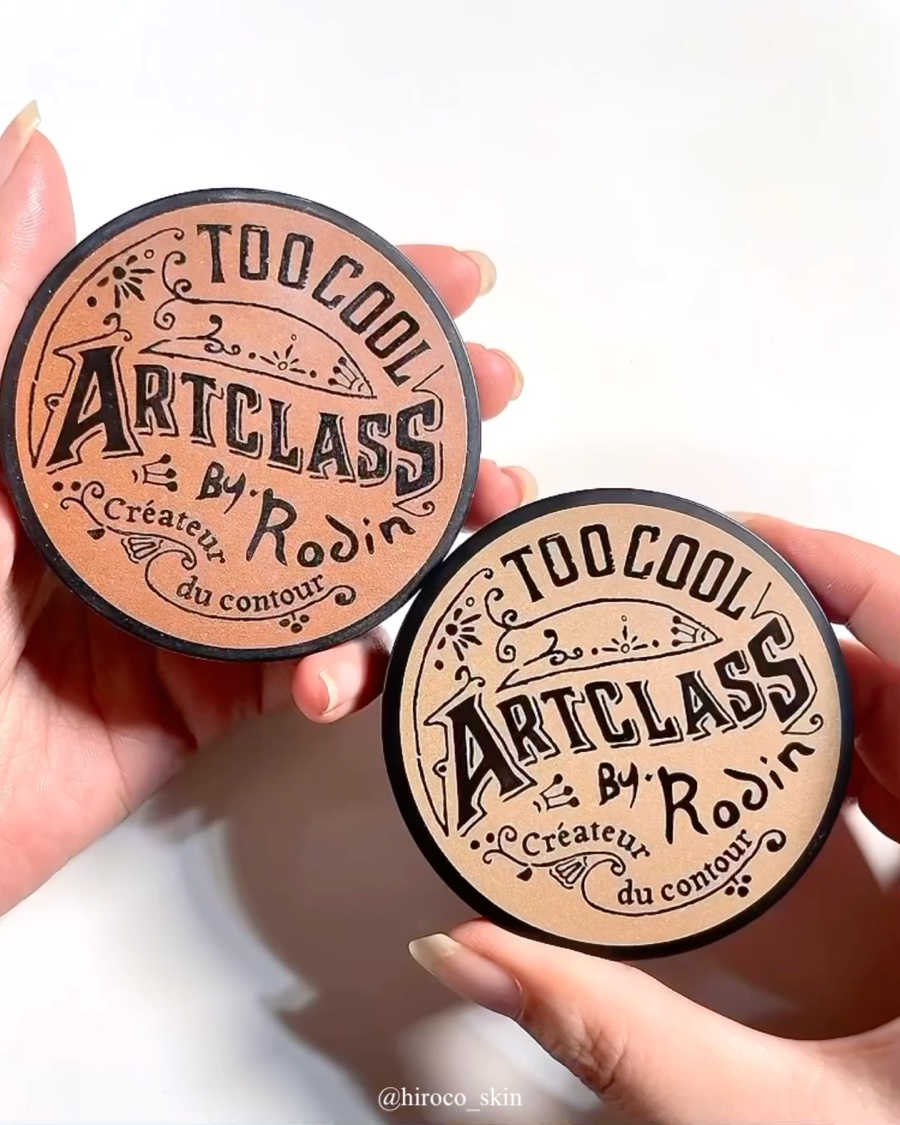 TOO COOL
ARTCLASS
BY. Rodin
Créateur
du contour
TOO COOL
ARTCLASS
BY. Rodin
Créateur
du contour
@hiroco_skin